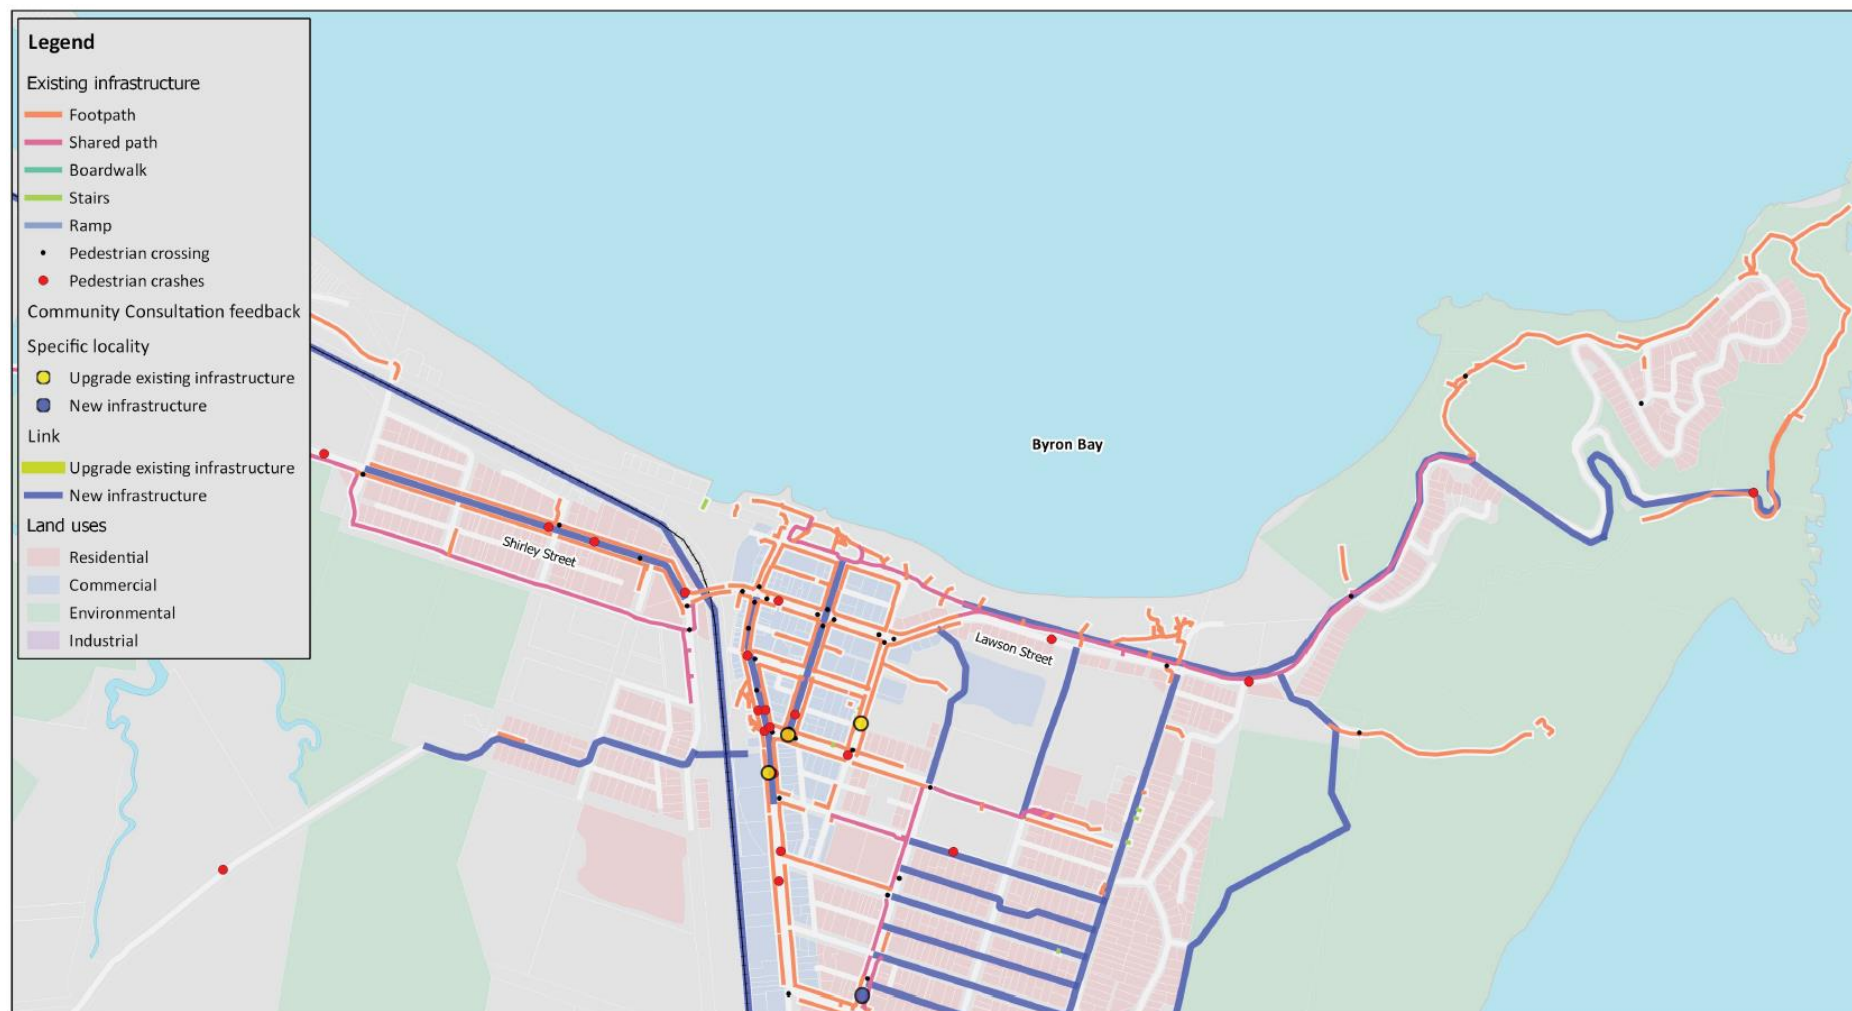 Legend
Existing infrastructure
Footpath
Shared path
Boardwalk
Stairs
Ramp
Pedestrian crossing
Pedestrian crashes
Community Consultation feedback
Specific locality
Upgrade existing infrastructure
New infrastructure
Link
Upgrade existing infrastructure
New infrastructure
Land uses
Residential
Commercial
Environmental
Industrial
Byron Bay
Shirley Street
Lawson Street